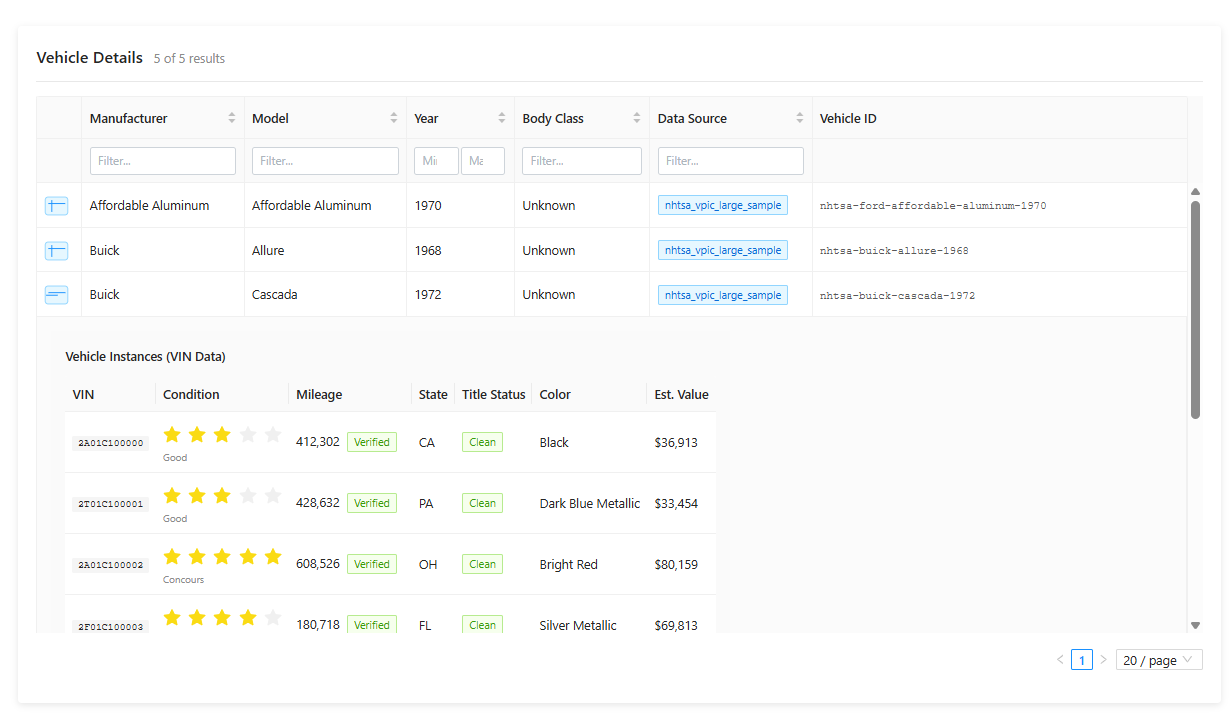 Vehicle Details 5 of 5 results
Manufacturer Model Year Body Class Data Source Vehicle ID
Filter... Filter... Mi Ma Filter... Filter...
Affordable Aluminum Affordable Aluminum 1970 Unknown nhtsa_vpic_large_sample nhtsa-ford-affordable-aluminum-1970
Buick Allure 1968 Unknown nhtsa_vpic_large_sample nhtsa-buick-allure-1968
Buick Cascada 1972 Unknown nhtsa_vpic_large_sample nhtsa-buick-cascada-1972
Vehicle Instances (VIN Data)
VIN Condition Mileage State Title Status Color Est. Value
2A01C100000 412,302 Verified CA Clean Black $36,913
Good
2T01C100001 428,632 Verified PA Clean Dark Blue Metallic $33,454
Good
2A01C100002 608,526 Verified OH Clean Bright Red $80,159
Concours
2F01C100003 180,718 Verified FL Clean Silver Metallic $69,813
1 20 / page